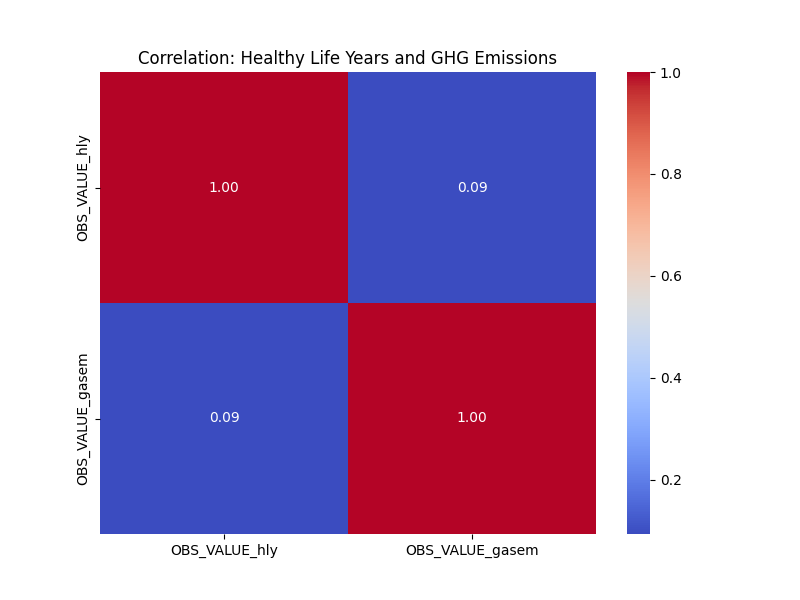 Correlation: Healthy Life Years and GHG Emissions
OBS_VALUE_hly
OBS_VALUE_gasem
1.00
0.09
0.09
1.00
OBS_VALUE_hly
OBS_VALUE_gasem
1.0
0.8
0.6
0.4
0.2